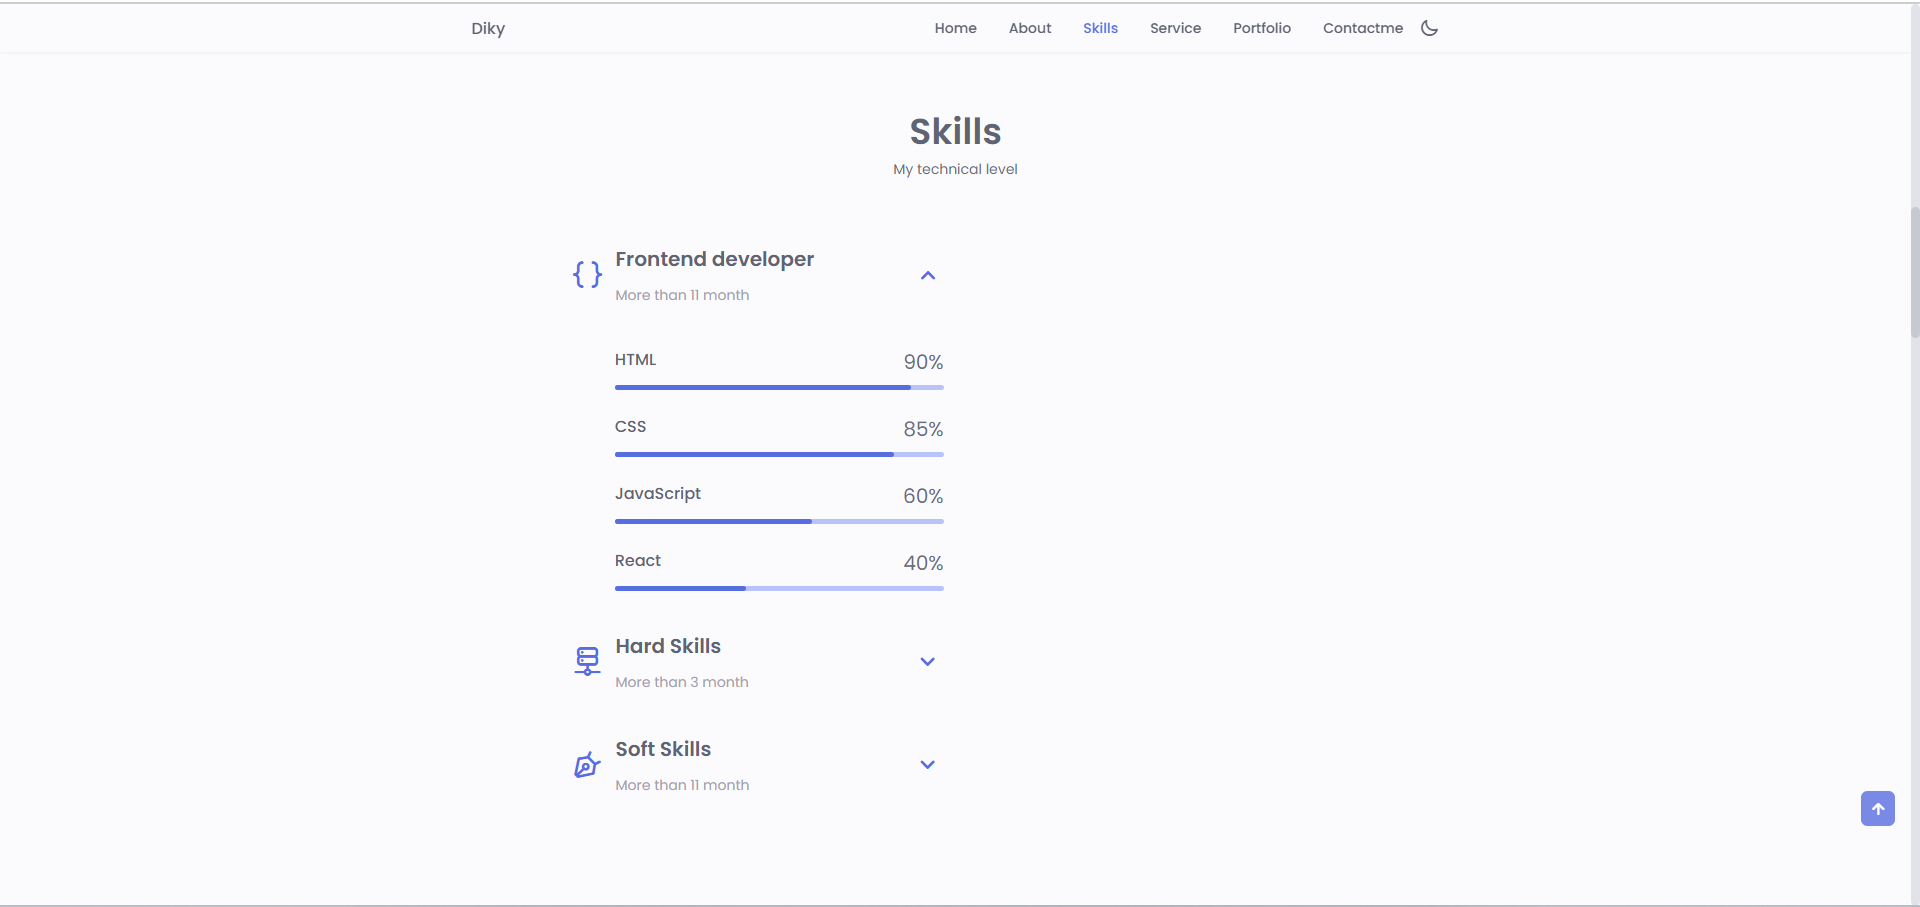 Diky
Home About Skills Service Portfolio Contactme
Skills
My technical level
Frontend developer
More than 11 month
HTML 90%
CSS 85%
JavaScript 60%
React 40%
Hard Skills
More than 3 month
Soft Skills
More than 11 month